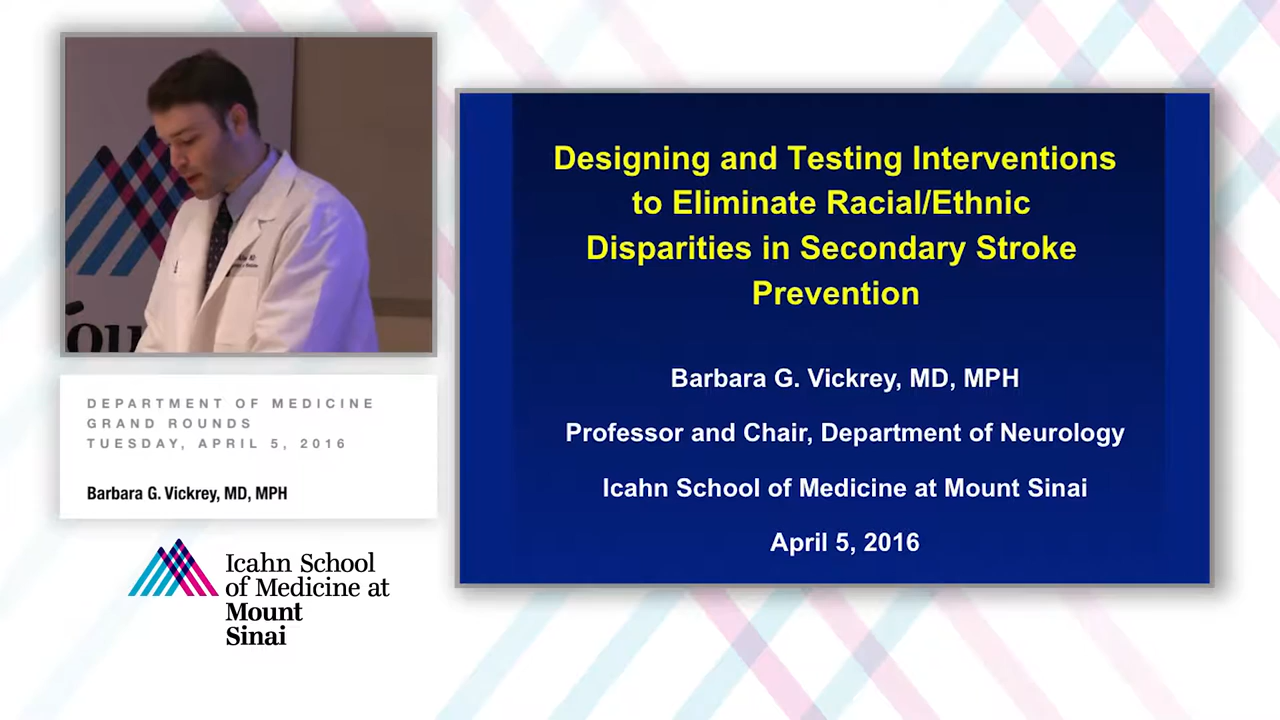 DEPARTMENT OF MEDICINE
GRAND ROUNDS
TUESDAY, APRIL 5, 2016
Barbara G. Vickrey, MD, MPH
Icahn School
of Medicine at
Mount
Sinai
Designing and Testing Interventions
to Eliminate Racial/Ethnic
Disparities in Secondary Stroke
Prevention
Barbara G. Vickrey, MD, MPH
Professor and Chair, Department of Neurology
Icahn School of Medicine at Mount Sinai
April 5, 2016